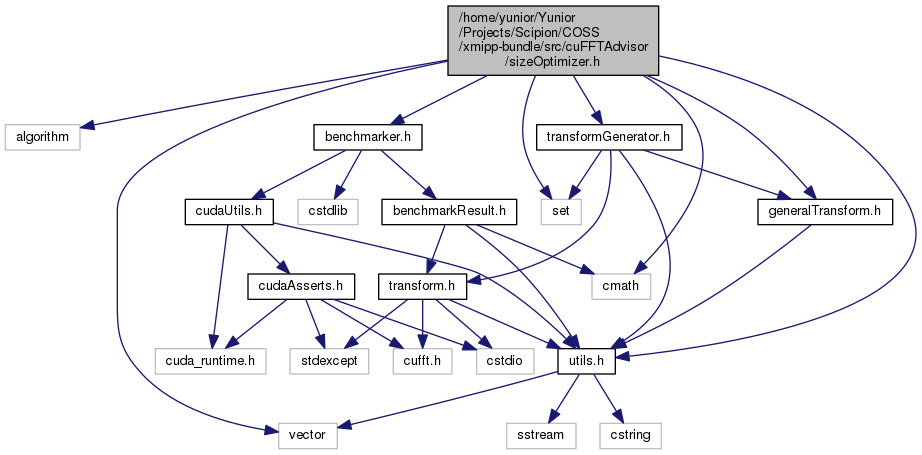 /home/yunior/Yunior
/Projects/Scipion/COSS
/xmipp-bundle/src/cuFFTAdvisor
/sizeOptimizer.h
algorithm
benchmarker.h
transformGenerator.h
cudaUtils.h
cstdlib
benchmarkResult.h
set
generalTransform.h
cudaAsserts.h
transform.h
cmath
cuda_runtime.h
stdexcept
cufft.h
cstdio
utils.h
vector
sstream
cstring